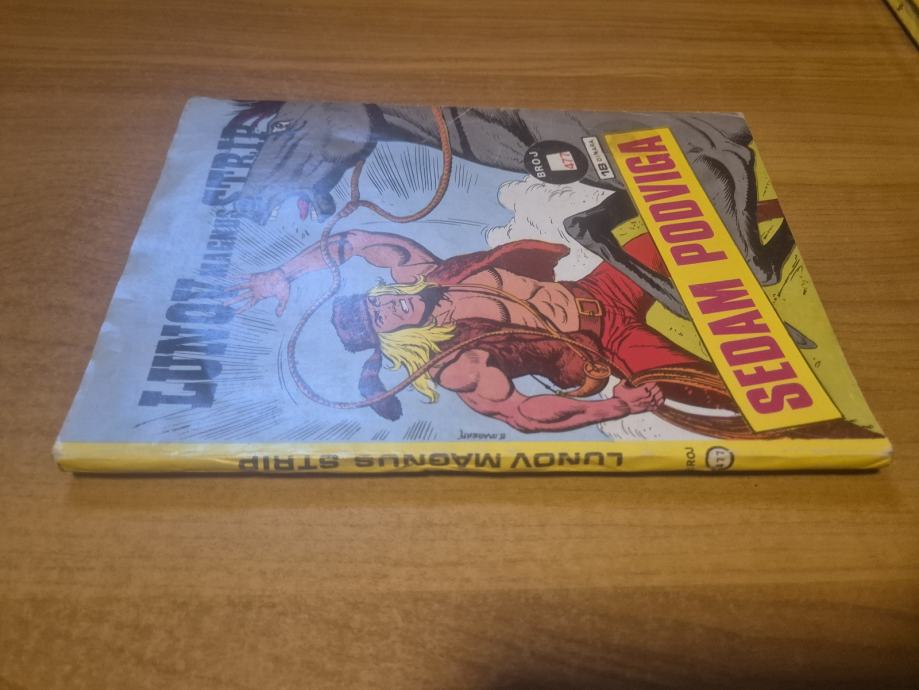 LUNOV MAGNUS STRIP
BROJ
477
18 DINARA
SEDAM PODVIGA
LUNOV MAGNUS STRIP
BROJ
477